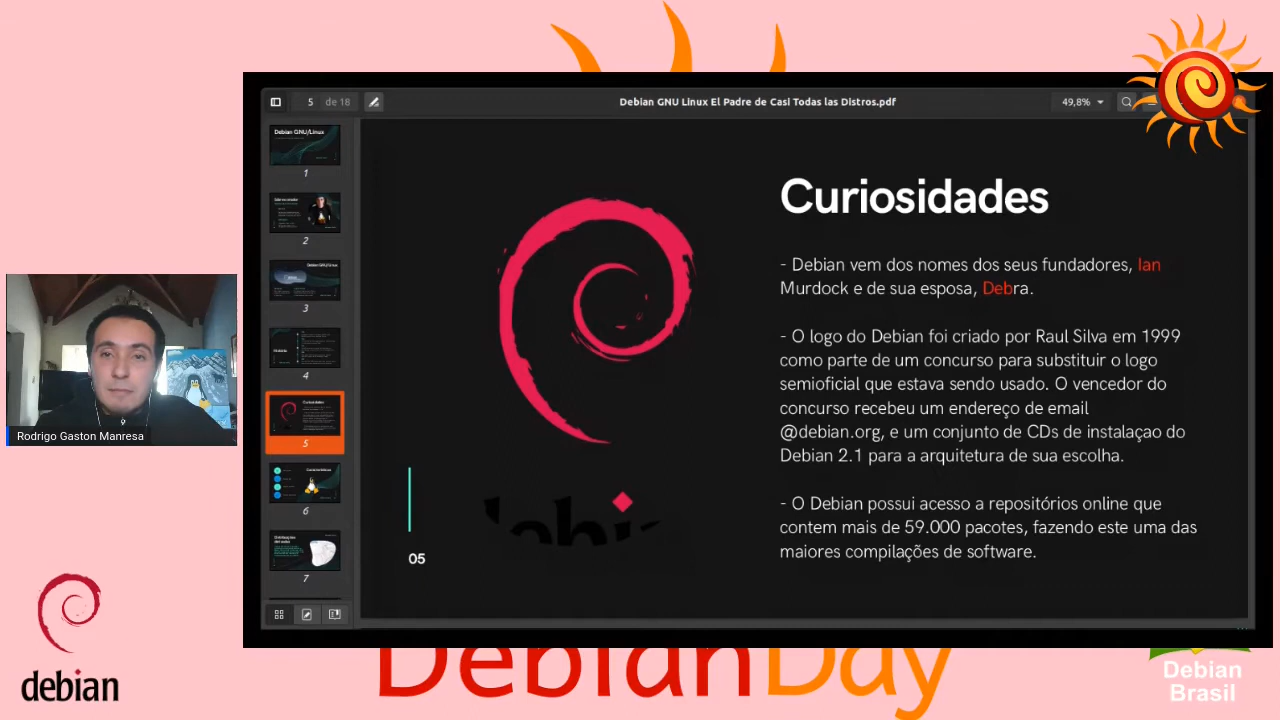 5 de 18
Debian GNU Linux El Padre de Casi Todas las Distros.pdf
49,8%
Debian GNU/Linux
1
2
3
4
5
6
7
Curiosidades
- Debian vem dos nomes dos seus fundadores, Ian
Murdock e de sua esposa, Debra.
- O logo do Debian foi criado por Raul Silva em 1999
como parte de um concurso para substituir o logo
semioficial que estava sendo usado. O vencedor do
concurso recebeu um endereço de email
@debian.org, e um conjunto de CDs de instalaçao do
Debian 2.1 para a arquitetura de sua escolha.
- O Debian possui acesso a repositórios online que
contem mais de 59.000 pacotes, fazendo este uma das
maiores compilações de software.
05
Rodrigo Gaston Manresa
debian
DebianDay
Debian
Brasil